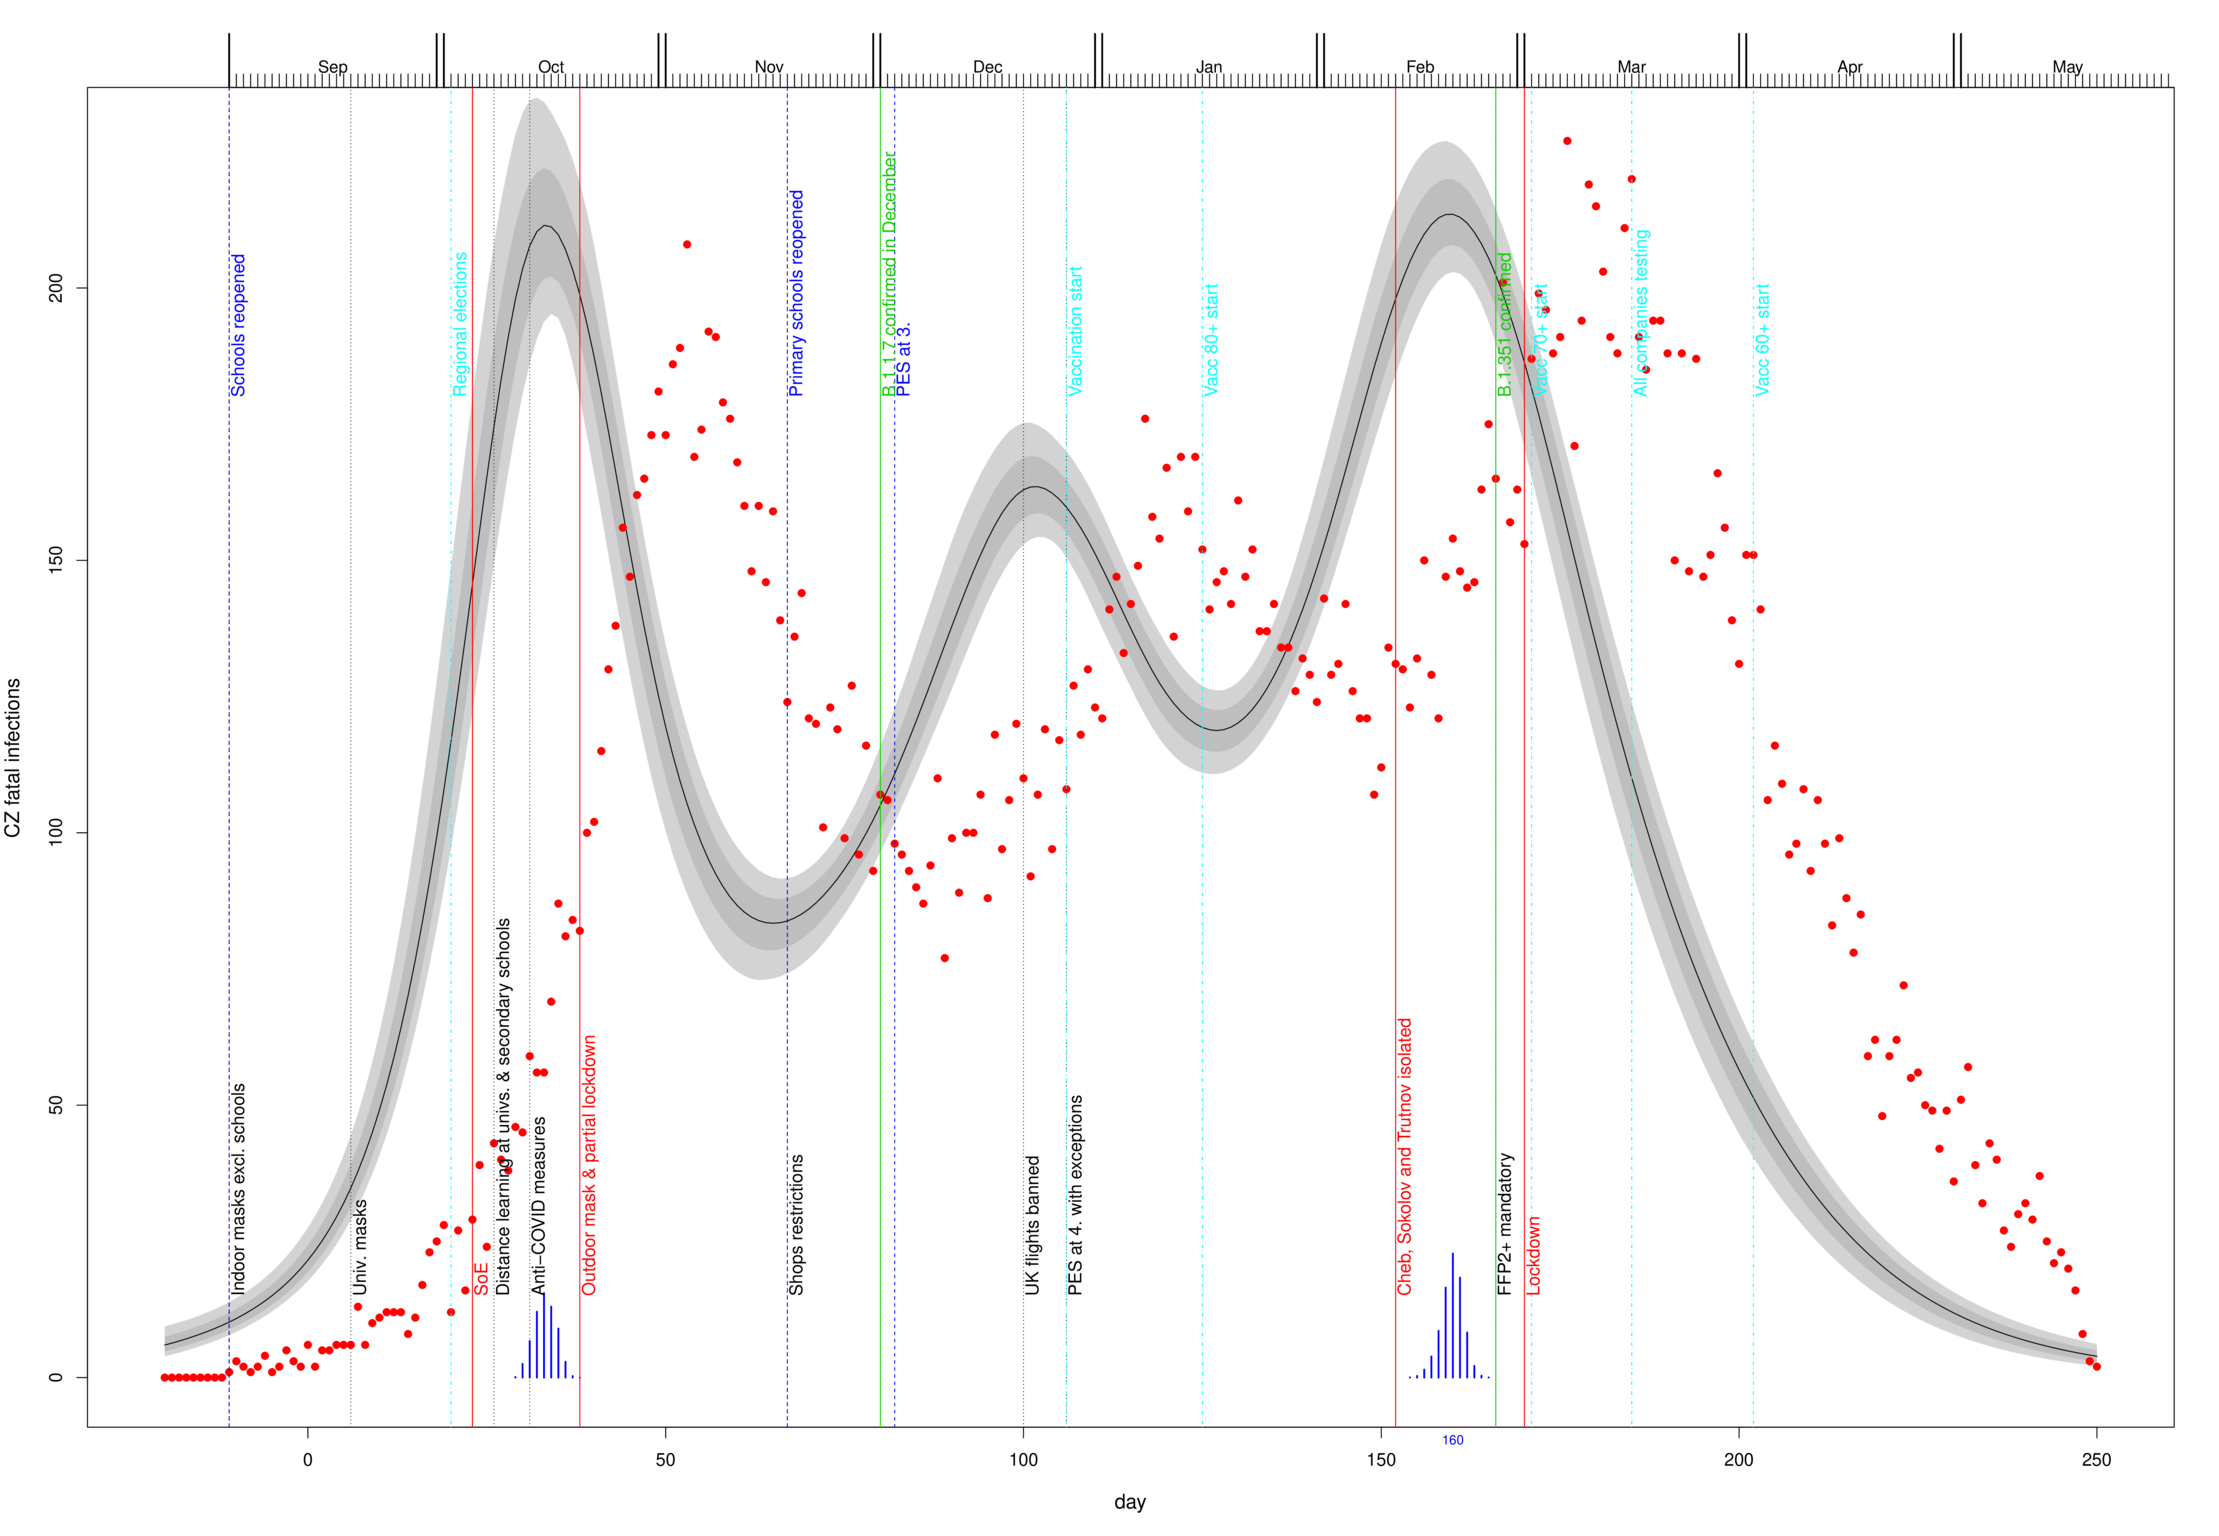 Sep
Oct
Nov
Dec
Jan
Feb
Mar
Apr
May
CZ fatal infections
200
150
100
50
0
Schools reopened
Regional elections
Primary schools reopened
B.1.1.7 confirmed in December
PES at 3.
Vaccination start
Vacc 80+ start
B.1.351 confirmed
Vacc 70+ start
All companies testing
Vacc 60+ start
Indoor masks excl. schools
Univ. masks
SoE
Distance learning at univs. & secondary schools
Anti−COVID measures
Outdoor mask & partial lockdown
Shops restrictions
UK flights banned
PES at 4. with exceptions
Cheb, Sokolov and Trutnov isolated
FFP2+ mandatory
Lockdown
160
0
50
100
150
200
250
day